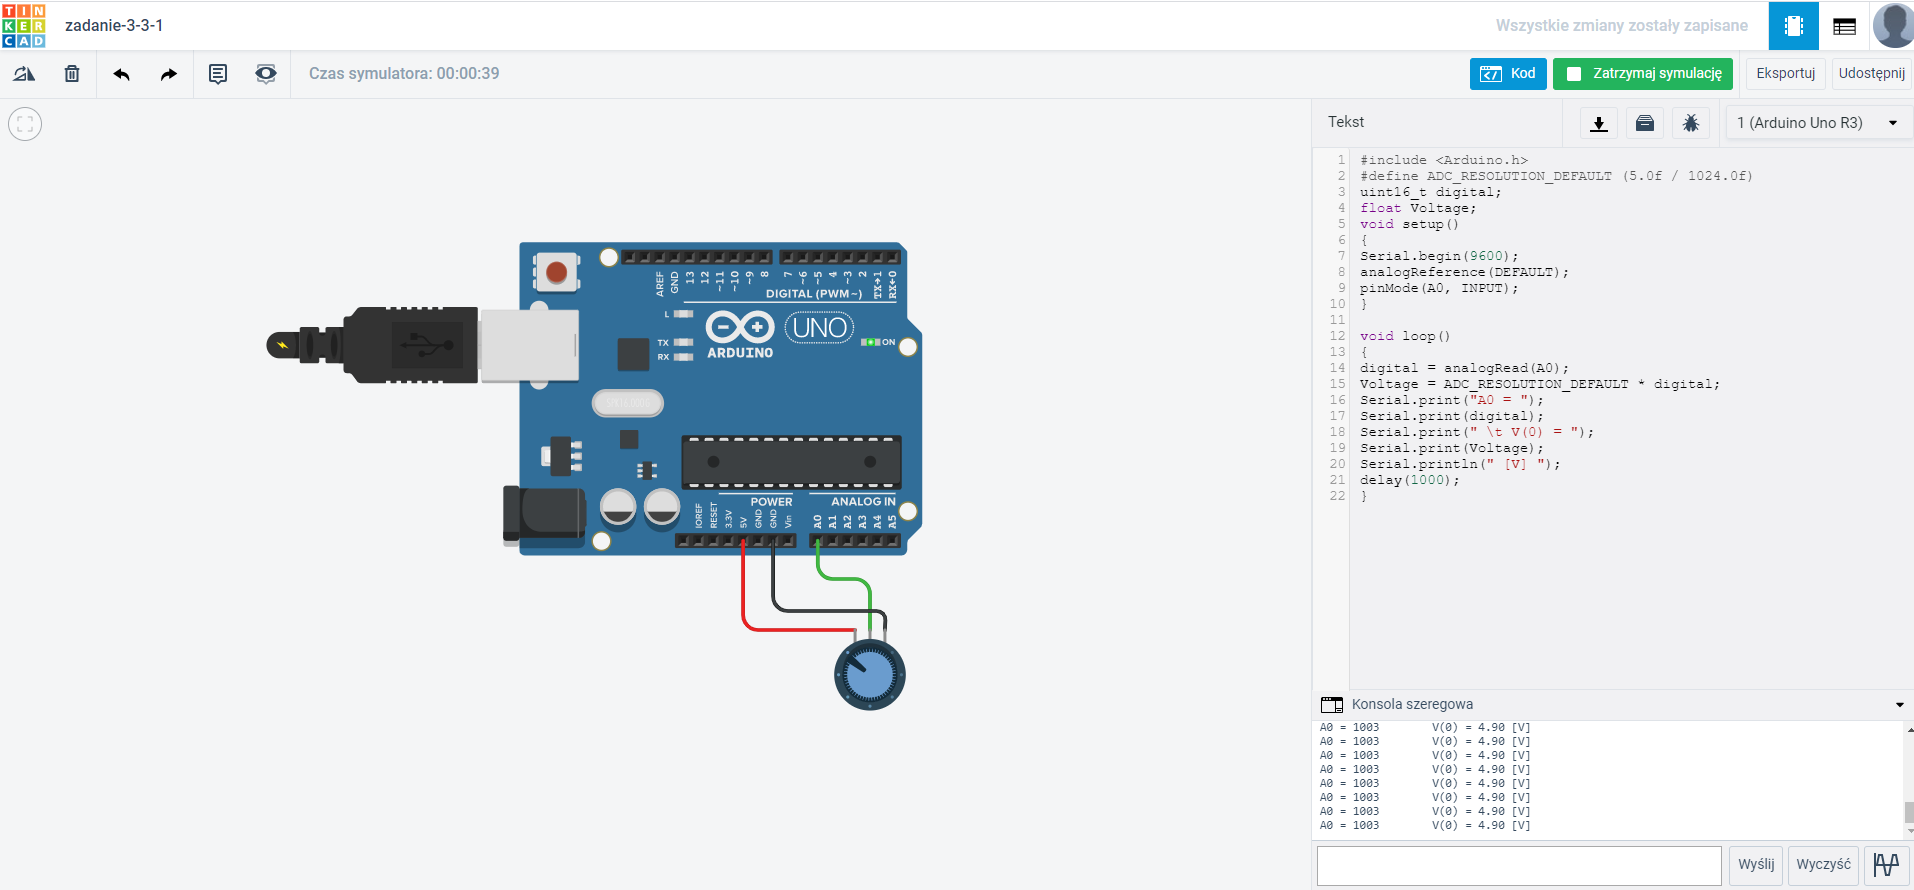 TIN
KER
CAD
zadanie-3-3-1
Wszystkie zmiany zostały zapisane
Czas symulatora: 00:00:39
Kod
Zatrzymaj symulację
Eksportuj
Udostępnij
Tekst
1 (Arduino Uno R3)
1 #include <Arduino.h>
2 #define ADC_RESOLUTION_DEFAULT (5.0f / 1024.0f)
3 uint16_t digital;
4 float Voltage;
5 void setup()
6 {
7 Serial.begin(9600);
8 analogReference(DEFAULT);
9 pinMode(A0, INPUT);
10 }
11
12 void loop()
13 {
14 digital = analogRead(A0);
15 Voltage = ADC_RESOLUTION_DEFAULT * digital;
16 Serial.print("A0 = ");
17 Serial.print(digital);
18 Serial.print(" \t V(0) = ");
19 Serial.print(Voltage);
20 Serial.println(" [V] ");
21 delay(1000);
22 }
AREF GND 13 12 ~11 ~10 ~9 8 7 ~6 ~5 4 ~3 2 TX→1 RX←0
DIGITAL (PWM~)
L
TX
RX
ARDUINO
UNO
ON
POWER
ANALOG IN
IOREF RESET 3.3V 5V GND GND Vin A0 A1 A2 A3 A4 A5
Konsola szeregowa
A0 = 1003 V(0) = 4.90 [V]
A0 = 1003 V(0) = 4.90 [V]
A0 = 1003 V(0) = 4.90 [V]
A0 = 1003 V(0) = 4.90 [V]
A0 = 1003 V(0) = 4.90 [V]
A0 = 1003 V(0) = 4.90 [V]
A0 = 1003 V(0) = 4.90 [V]
A0 = 1003 V(0) = 4.90 [V]
Wyślij
Wyczyść